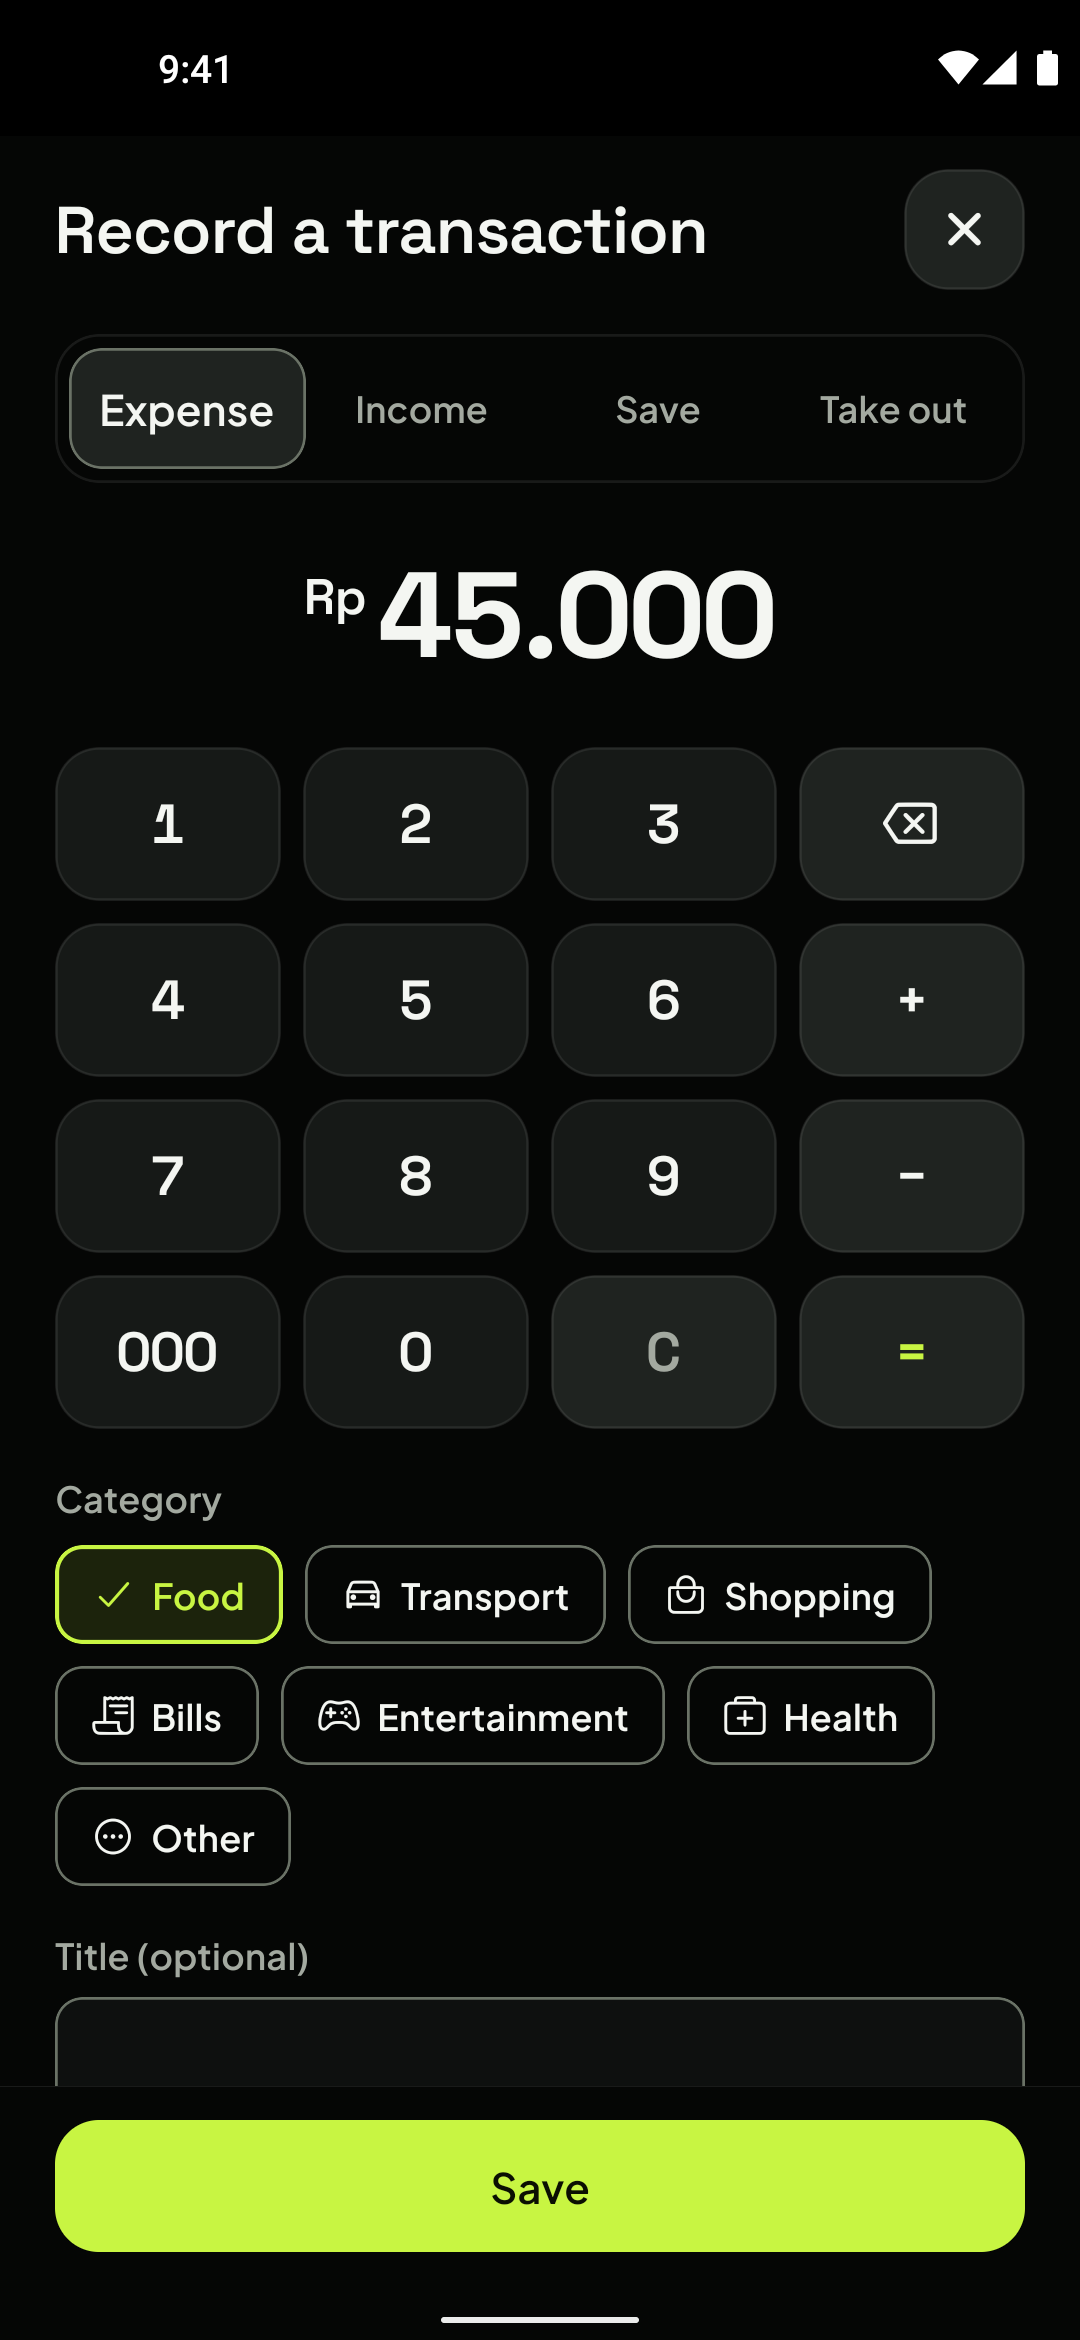 9:41
Record a transaction
Expense Income Save Take out
Rp 45.000
1 2 3
4 5 6 +
7 8 9 -
000 0 C =
Category
Food Transport Shopping
Bills Entertainment Health
Other
Title (optional)
Save